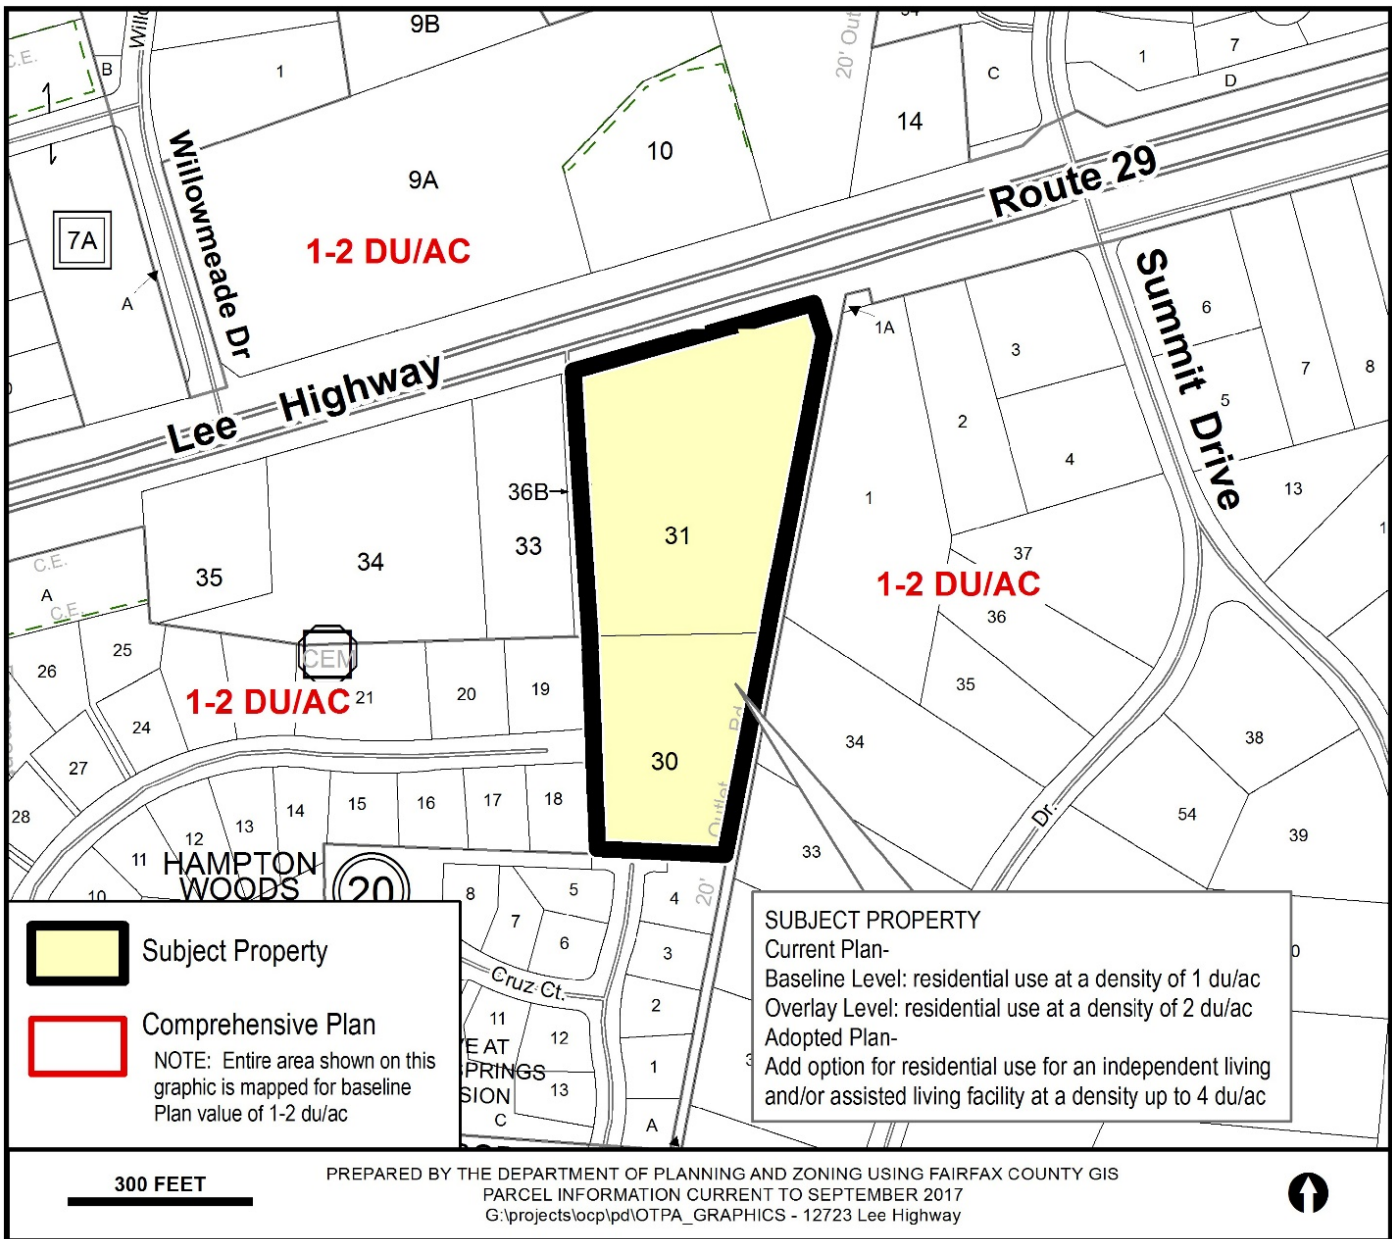 9B
20' Out
Willo
C.E.
B
1
C
1
7
D
14
10
9A
Willowmeade Dr
7A
A
1-2 DU/AC
Route 29
Summit Drive
6
1A
3
7
8
5
2
4
Lee Highway
13
36B
1
33
31
37
34
35
1-2 DU/AC
C.E.
A
C.E.
36
25
CEM
26
35
1-2 DU/AC
21
20
19
24
Outlet Rd
34
38
30
27
28
15
16
17
18
14
13
12
11
10
Dr.
54
39
33
HAMPTON
WOODS
20
8
5
4
20'
7
6
3
Cruz Ct.
2
11
12
E AT
PRINGS
SION
1
13
C
A
Subject Property
Comprehensive Plan
NOTE: Entire area shown on this
graphic is mapped for baseline
Plan value of 1-2 du/ac
SUBJECT PROPERTY
Current Plan-
Baseline Level: residential use at a density of 1 du/ac
Overlay Level: residential use at a density of 2 du/ac
Adopted Plan-
Add option for residential use for an independent living
and/or assisted living facility at a density up to 4 du/ac
300 FEET
PREPARED BY THE DEPARTMENT OF PLANNING AND ZONING USING FAIRFAX COUNTY GIS
PARCEL INFORMATION CURRENT TO SEPTEMBER 2017
G:\projects\ocp\pd\OTPA_GRAPHICS - 12723 Lee Highway